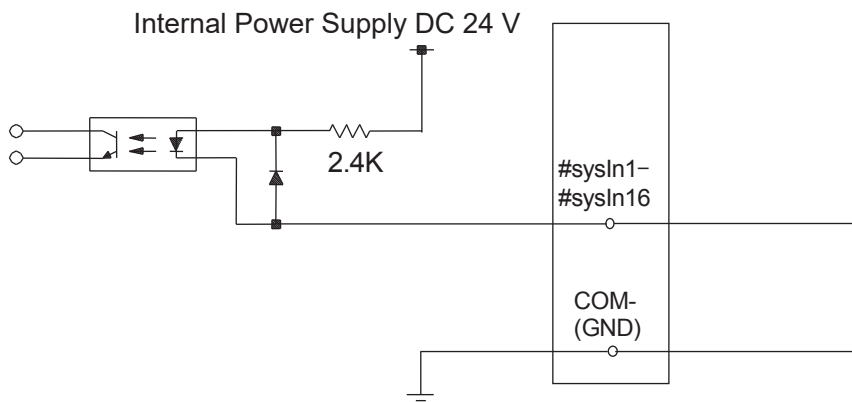 Internal Power Supply DC 24 V
2.4K
#sysIn1−
#sysIn16
COM-
(GND)